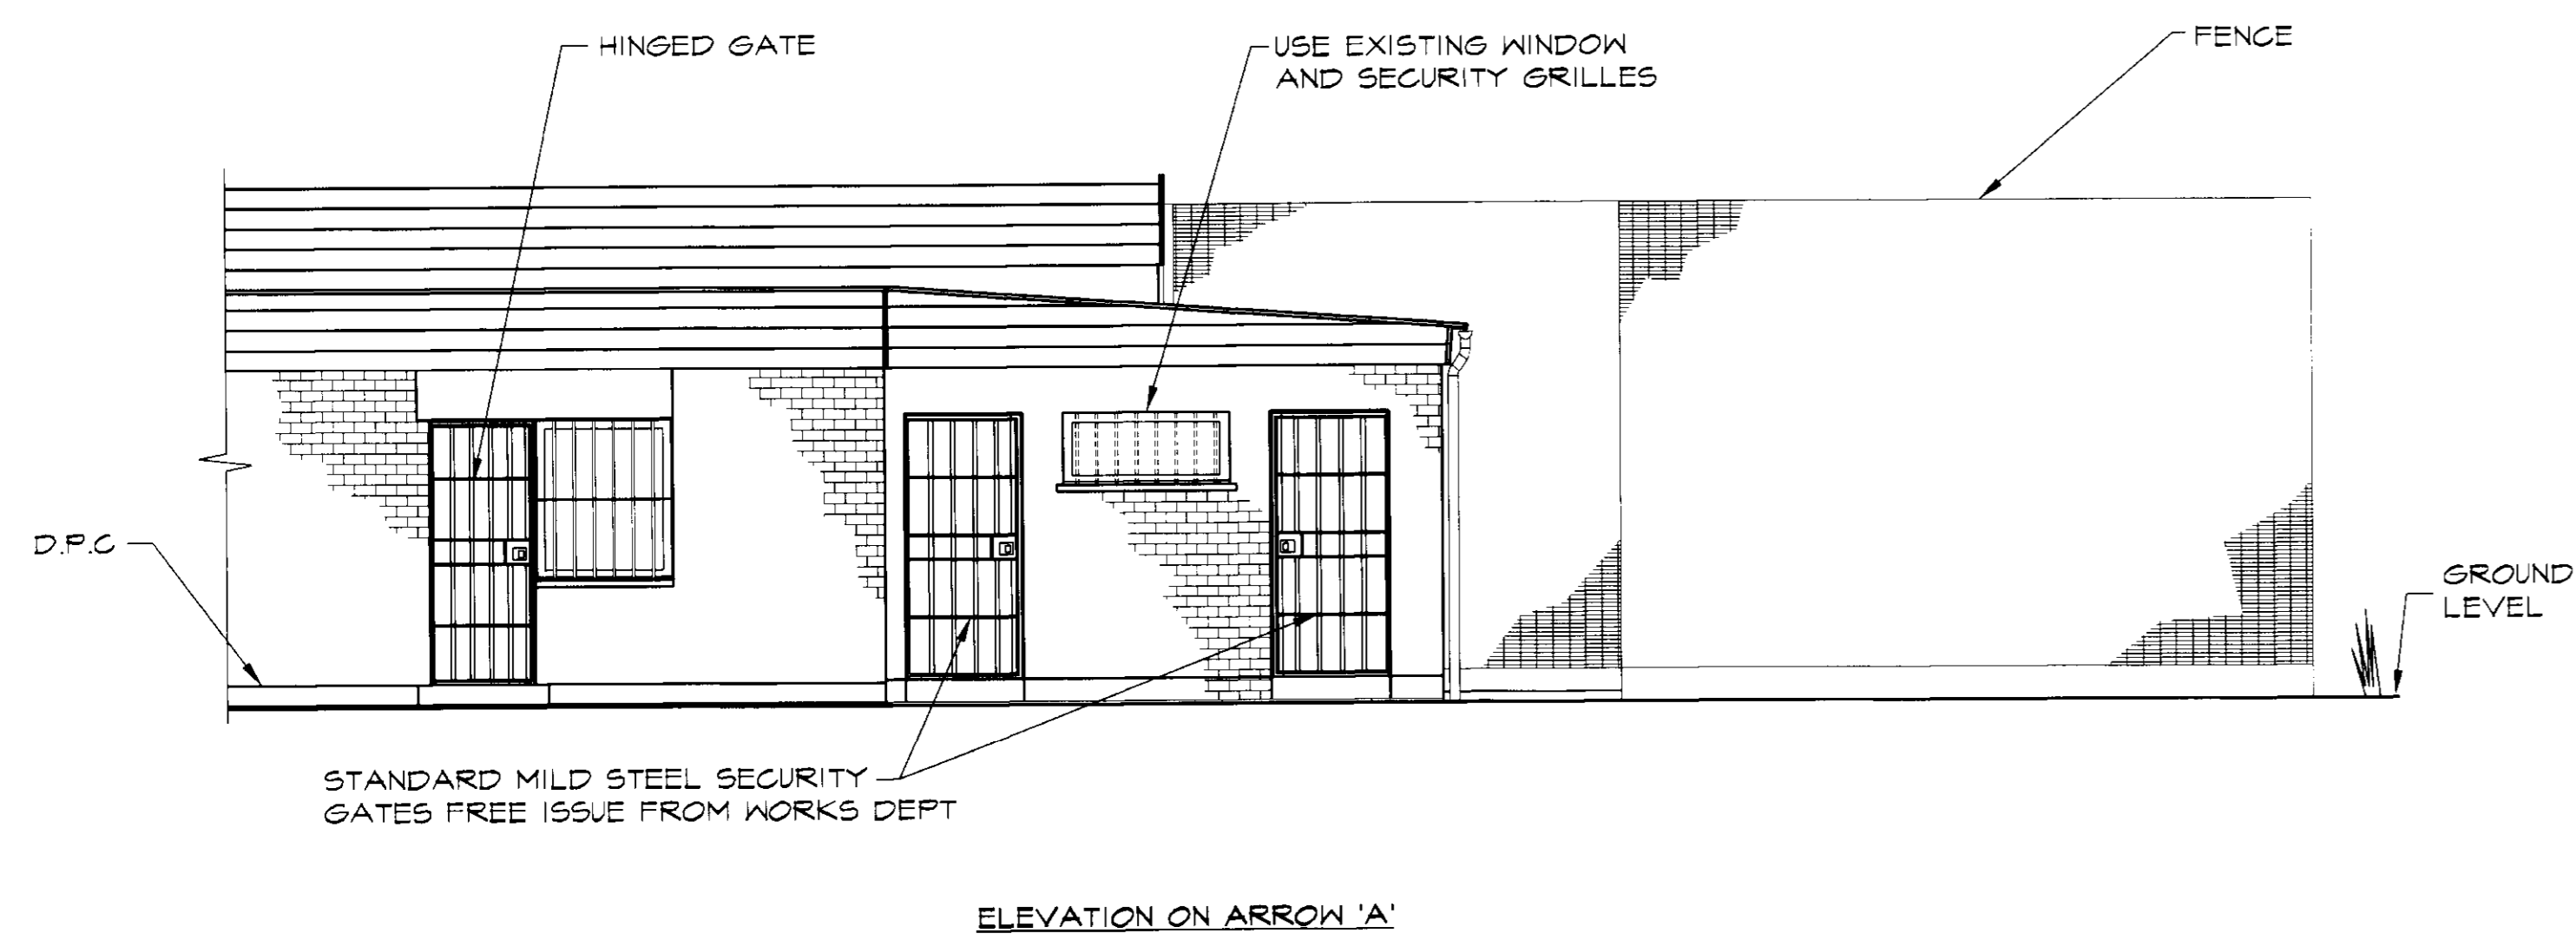 HINGED GATE
USE EXISTING WINDOW
AND SECURITY GRILLES
FENCE
D.P.C
GROUND
LEVEL
STANDARD MILD STEEL SECURITY
GATES FREE ISSUE FROM WORKS DEPT
ELEVATION ON ARROW 'A'